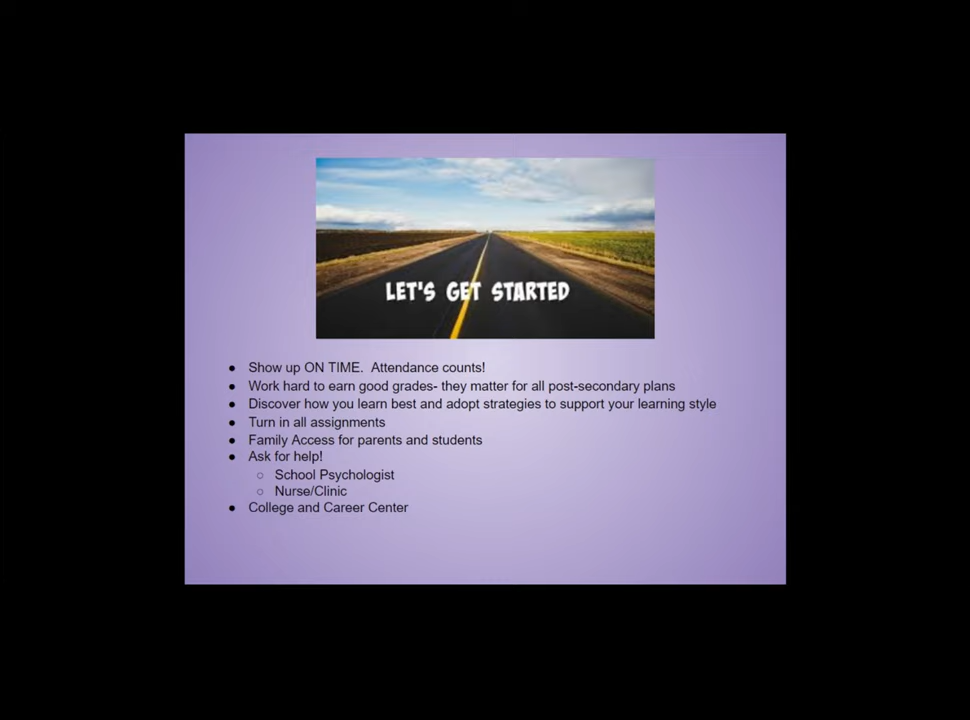 LET'S GET STARTED
● Show up ON TIME.  Attendance counts!
● Work hard to earn good grades- they matter for all post-secondary plans
● Discover how you learn best and adopt strategies to support your learning style
● Turn in all assignments
● Family Access for parents and students
● Ask for help!
○ School Psychologist
○ Nurse/Clinic
● College and Career Center